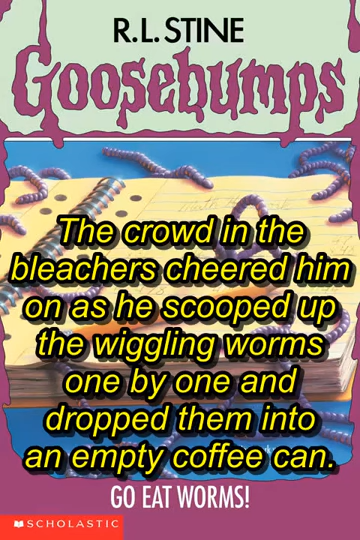 R.L. STINE
Goosebumps
The crowd in the
bleachers cheered him
on as he scooped up
the wiggling worms
one by one and
dropped them into
an empty coffee can.
GO EAT WORMS!
SCHOLASTIC